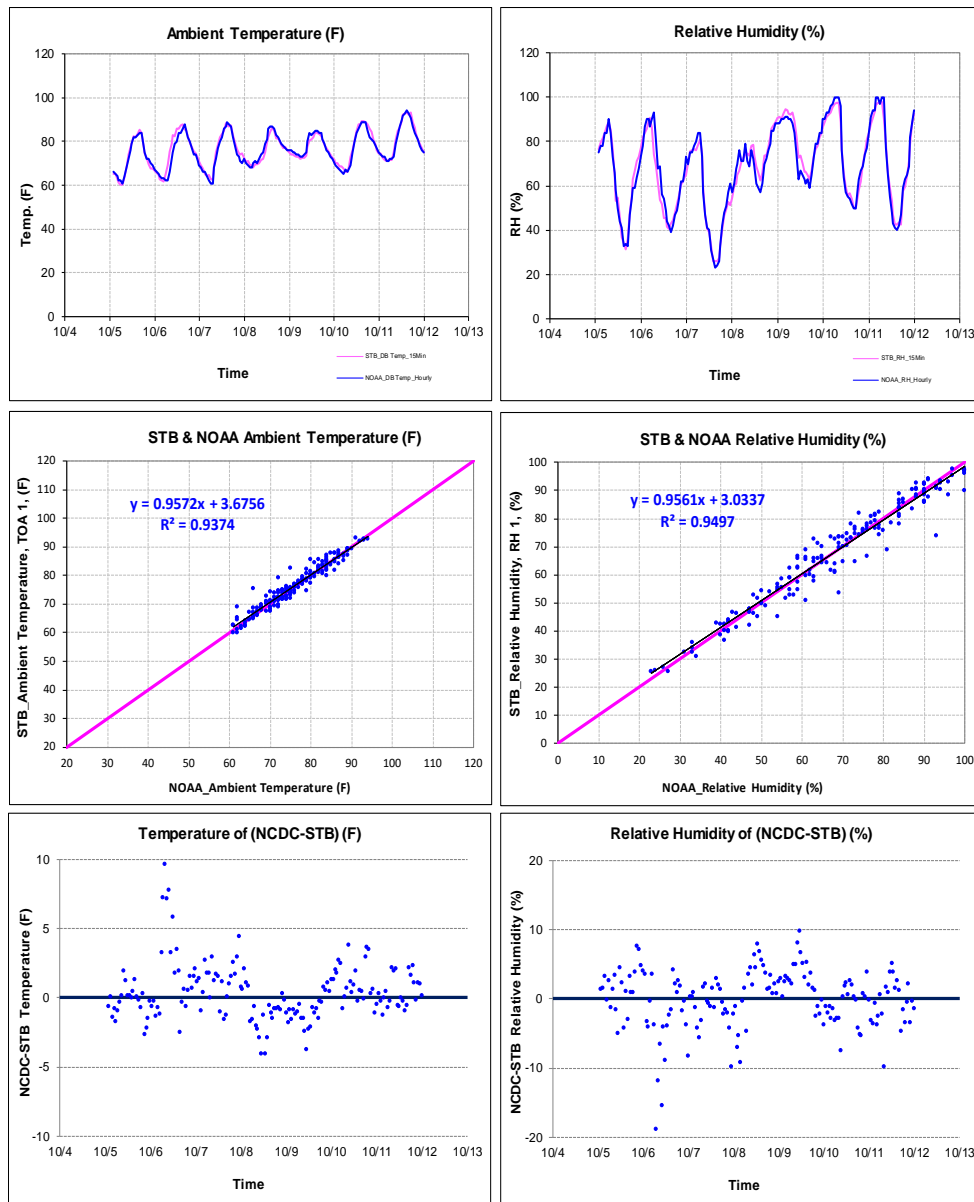 Ambient Temperature (F)
120
100
80
60
40
20
0
Temp. (F)
10/4 10/5 10/6 10/7 10/8 10/9 10/10 10/11 10/12 10/13
Time
STB_DB Temp_15Min
NOAA_DB Temp_Hourly
Relative Humidity (%)
120
100
80
60
40
20
0
RH (%)
10/4 10/5 10/6 10/7 10/8 10/9 10/10 10/11 10/12 10/13
Time
STB_RH_15Min
NOAA_RH_Hourly
STB & NOAA Ambient Temperature (F)
120
110
100
90
80
70
60
50
40
30
20
STB_Ambient Temperature, TOA 1, (F)
y = 0.9572x + 3.6756
R² = 0.9374
20 30 40 50 60 70 80 90 100 110 120
NOAA_Ambient Temperature (F)
STB & NOAA Relative Humidity (%)
100
90
80
70
60
50
40
30
20
10
0
STB_Relative Humidity, RH 1, (%)
y = 0.9561x + 3.0337
R² = 0.9497
0 10 20 30 40 50 60 70 80 90 100
NOAA_Relative Humidity (%)
Temperature of (NCDC-STB) (F)
10
5
0
-5
-10
NCDC-STB Temperature (F)
10/4 10/5 10/6 10/7 10/8 10/9 10/10 10/11 10/12 10/13
Time
Relative Humidity of (NCDC-STB) (%)
20
10
0
-10
-20
NCDC-STB Relative Humidity (%)
10/4 10/5 10/6 10/7 10/8 10/9 10/10 10/11 10/12 10/13
Time